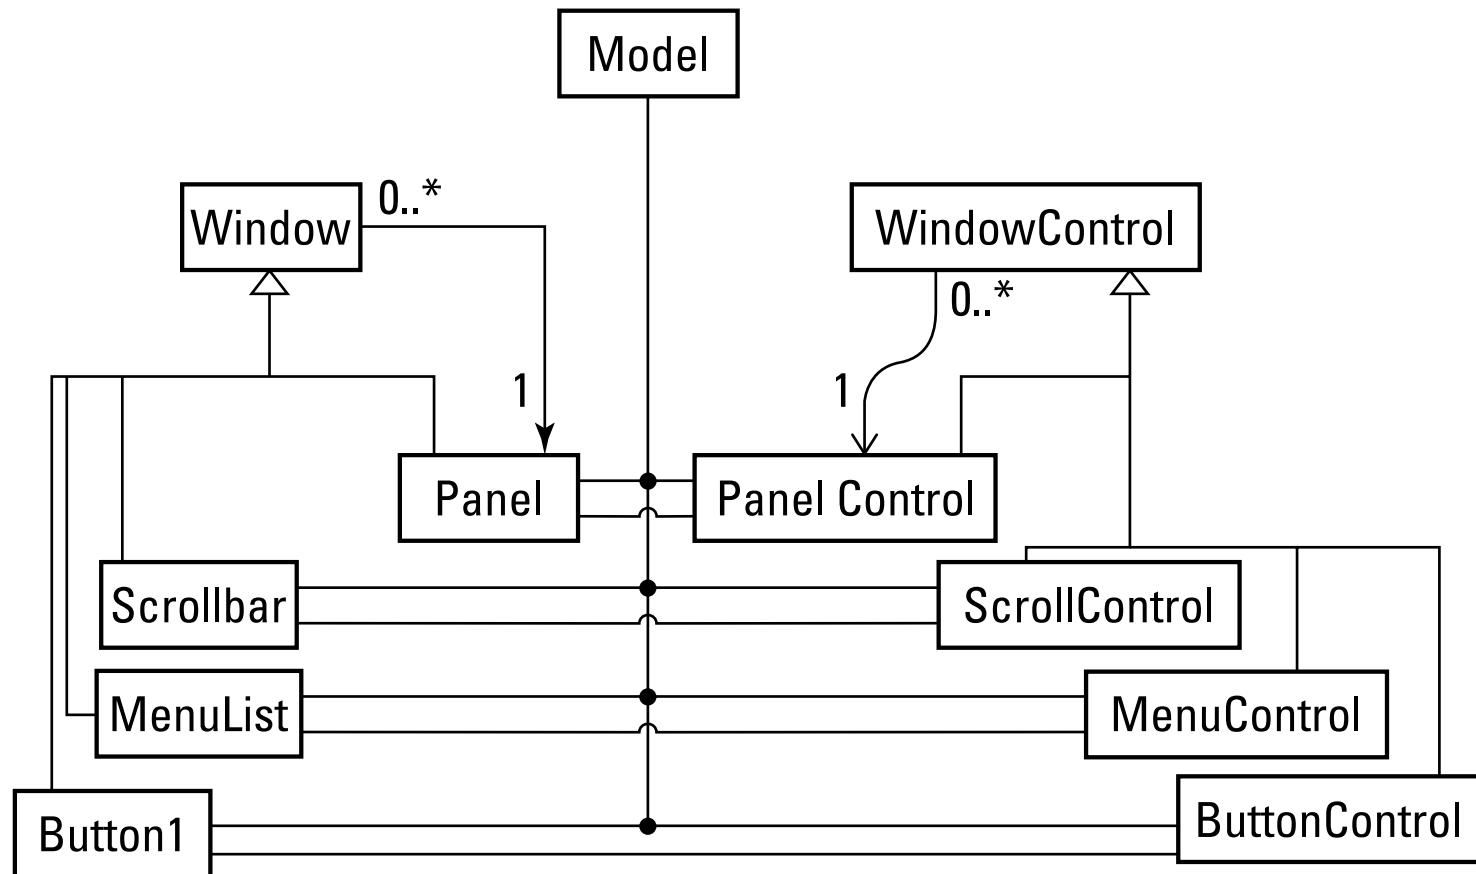 Model
Window
0..*
WindowControl
0..*
1
1
Panel
Panel Control
Scrollbar
ScrollControl
MenuList
MenuControl
Button1
ButtonControl